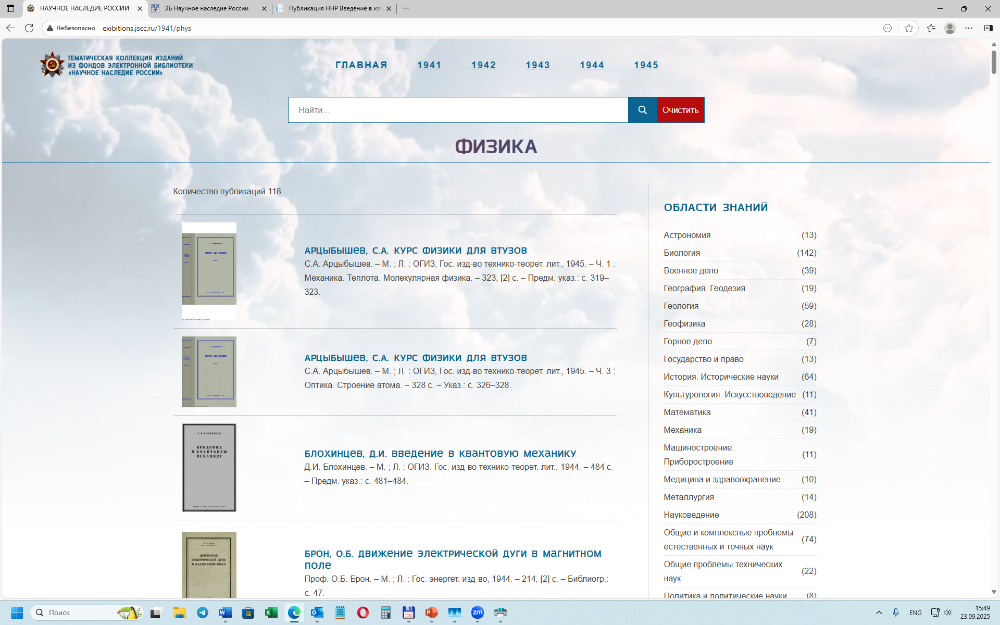 НАУЧНОЕ НАСЛЕДИЕ РОССИИ
ЭБ Научное наследие России
Публикация ННР Введение в ква
Небезопасно
exibitions.jscc.ru/1941/phys
ТЕМАТИЧЕСКАЯ КОЛЛЕКЦИЯ ИЗДАНИЙ
ИЗ ФОНДОВ ЭЛЕКТРОННОЙ БИБЛИОТЕКИ
«НАУЧНОЕ НАСЛЕДИЕ РОССИИ»
ГЛАВНАЯ 1941 1942 1943 1944 1945
Найти...
Очистить
ФИЗИКА
Количество публикаций 118
КУРС ФИЗИКИ
АРЦЫБЫШЕВ, С.А. КУРС ФИЗИКИ ДЛЯ ВТУЗОВ
С.А. Арцыбышев. – М. ; Л. : ОГИЗ, Гос. изд-во технико-теорет. лит., 1945. – Ч. 1 :
Механика. Теплота. Молекулярная физика. – 323, [2] с. – Предм. указ.: с. 319–
323.
КУРС ФИЗИКИ
АРЦЫБЫШЕВ, С.А. КУРС ФИЗИКИ ДЛЯ ВТУЗОВ
С.А. Арцыбышев. – М. ; Л. : ОГИЗ, Гос. изд-во технико-теорет. лит., 1945. – Ч. 3 :
Оптика. Строение атома. – 328 с. – Указ.: с. 326–328.
Д. И. БЛОХИНЦЕВ
ВВЕДЕНИЕ
В КВАНТОВУЮ
МЕХАНИКУ
БЛОХИНЦЕВ, Д.И. ВВЕДЕНИЕ В КВАНТОВУЮ МЕХАНИКУ
Д.И. Блохинцев. – М. ; Л. : ОГИЗ. Гос. изд-во технико-теорет. лит., 1944. – 484 с.
– Предм. указ.: с. 481–484.
ДВИЖЕНИЕ
ЭЛЕКТРИЧЕСКОЙ ДУГИ
В МАГНИТНОМ ПОЛЕ
БРОН, О.Б. ДВИЖЕНИЕ ЭЛЕКТРИЧЕСКОЙ ДУГИ В МАГНИТНОМ
ПОЛЕ
Проф. О.Б. Брон. – М. ; Л. : Гос. энергет. изд-во, 1944. – 214, [2] с. – Библиогр.:
с. 47.
ОБЛАСТИ ЗНАНИЙ
Астрономия (13)
Биология (142)
Военное дело (39)
География. Геодезия (19)
Геология (59)
Геофизика (28)
Горное дело (7)
Государство и право (13)
История. Исторические науки (64)
Культурология. Искусствоведение (11)
Математика (41)
Механика (19)
Машиностроение.
Приборостроение (11)
Медицина и здравоохранение (10)
Металлургия (14)
Науковедение (208)
Общие и комплексные проблемы
естественных и точных наук (74)
Общие проблемы технических
наук (22)
Политика и политические науки (8)
Поиск
ENG
15:49
23.09.2025